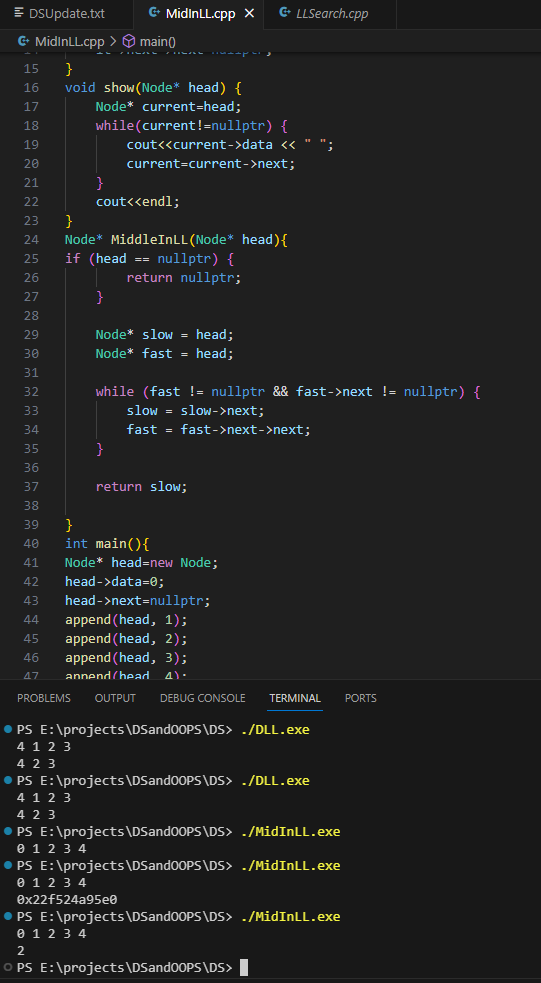 DSUpdate.txt MidInLL.cpp LLSearch.cpp
MidInLL.cpp > main()
15 }
16 void show(Node* head) {
17 Node* current=head;
18 while(current!=nullptr) {
19 cout<<current->data << " ";
20 current=current->next;
21 }
22 cout<<endl;
23 }
24 Node* MiddleInLL(Node* head){
25 if (head == nullptr) {
26 return nullptr;
27 }
28
29 Node* slow = head;
30 Node* fast = head;
31
32 while (fast != nullptr && fast->next != nullptr) {
33 slow = slow->next;
34 fast = fast->next->next;
35 }
36
37 return slow;
38
39 }
40 int main(){
41 Node* head=new Node;
42 head->data=0;
43 head->next=nullptr;
44 append(head, 1);
45 append(head, 2);
46 append(head, 3);
47 append(head, 4);
PROBLEMS OUTPUT DEBUG CONSOLE TERMINAL PORTS
PS E:\projects\DSandOOPS\DS> ./DLL.exe
4 1 2 3
4 2 3
PS E:\projects\DSandOOPS\DS> ./DLL.exe
4 1 2 3
4 2 3
PS E:\projects\DSandOOPS\DS> ./MidInLL.exe
0 1 2 3 4
PS E:\projects\DSandOOPS\DS> ./MidInLL.exe
0 1 2 3 4
0x22f524a95e0
PS E:\projects\DSandOOPS\DS> ./MidInLL.exe
0 1 2 3 4
2
PS E:\projects\DSandOOPS\DS>